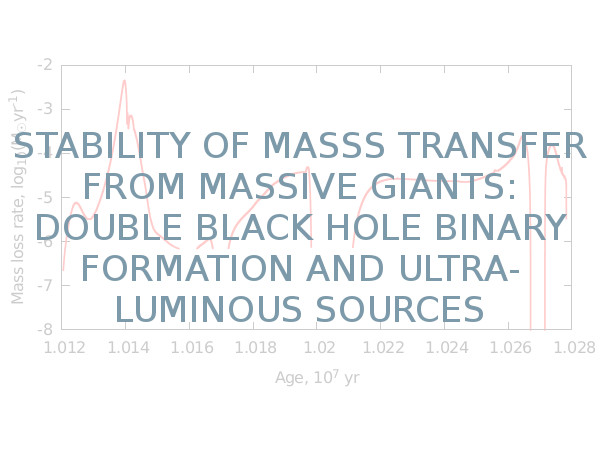 -2
-3
-4
-5
-6
-7
-8
Mass loss rate, log₁₀(M☉yr⁻¹)
STABILITY OF MASSS TRANSFER
FROM MASSIVE GIANTS:
DOUBLE BLACK HOLE BINARY
FORMATION AND ULTRA-
LUMINOUS SOURCES
1.012 1.014 1.016 1.018 1.02 1.022 1.024 1.026 1.028
Age, 10⁷ yr